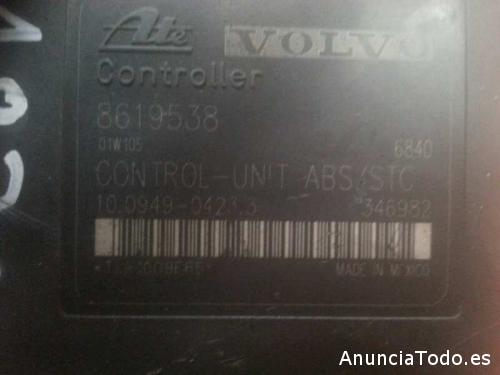 Ate VOLVO
Controller
8619538
01W105 6840
CONTROL-UNIT ABS/STC
10.0949-0423.3 346982
MADE IN MEXICO
AnunciaTodo.es